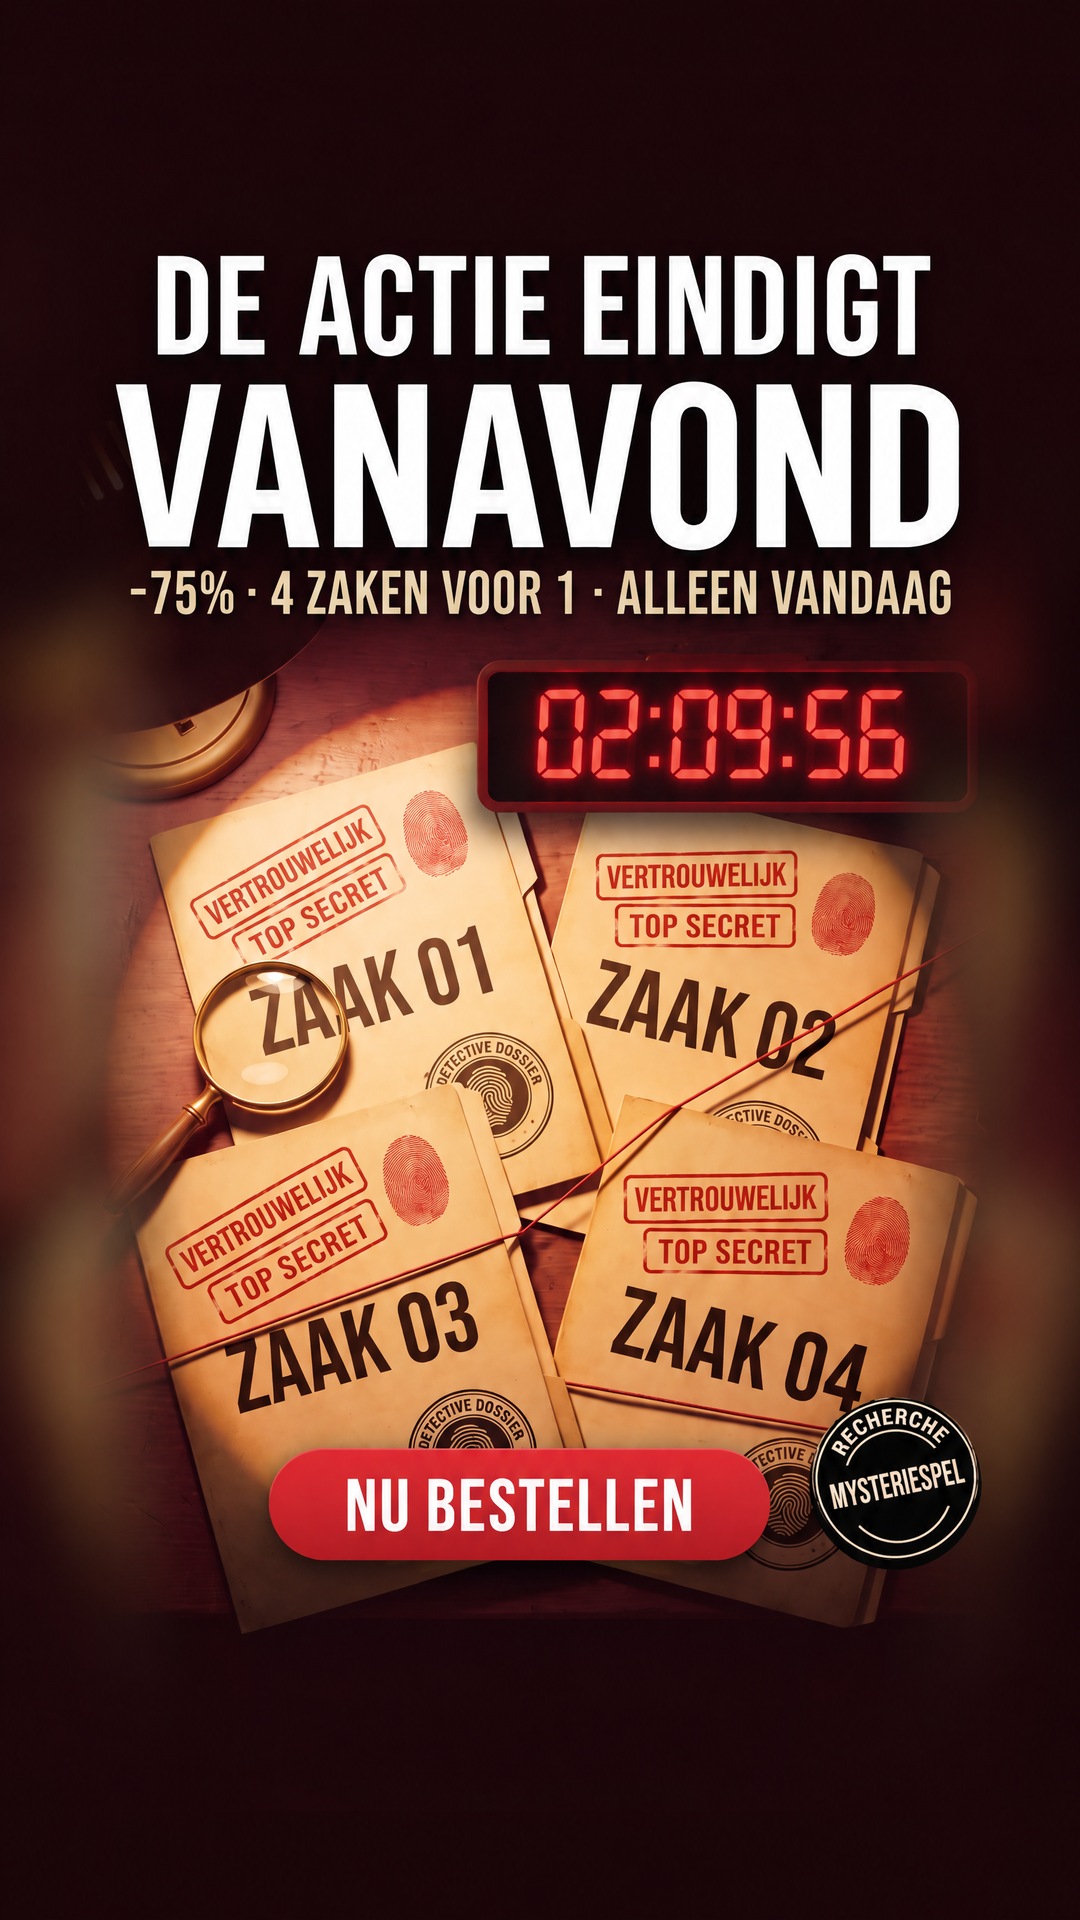 DE ACTIE EINDIGT
VANAVOND
-75% · 4 ZAKEN VOOR 1 · ALLEEN VANDAAG
02:09:56
VERTROUWELIJK
TOP SECRET
ZAAK 01
DETECTIVE DOSSIER
VERTROUWELIJK
TOP SECRET
ZAAK 02
VERTROUWELIJK
TOP SECRET
ZAAK 03
DETECTIVE DOSSIER
VERTROUWELIJK
TOP SECRET
ZAAK 04
RECHERCHE
MYSTERIESPEL
NU BESTELLEN